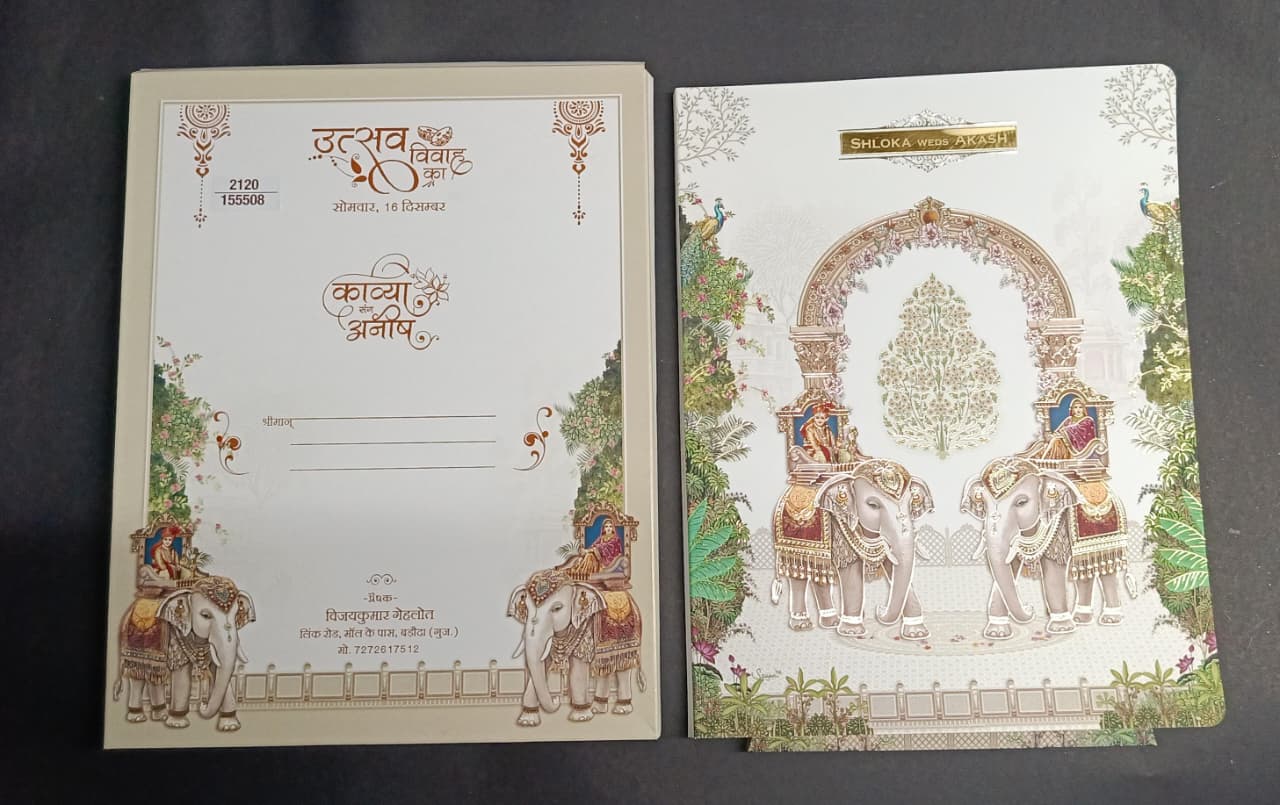 उत्सव
विवाह
का
2120
155508
सोमवार, 16 दिसम्बर
काव्या
संग
अनीष
श्रीमान्
-प्रेषक-
विजयकुमार गेहलोत
लिंक रोड, मॉल के पास, बड़ौदा (गुज.)
मो. 7272617512
SHLOKA WEDS AKASH